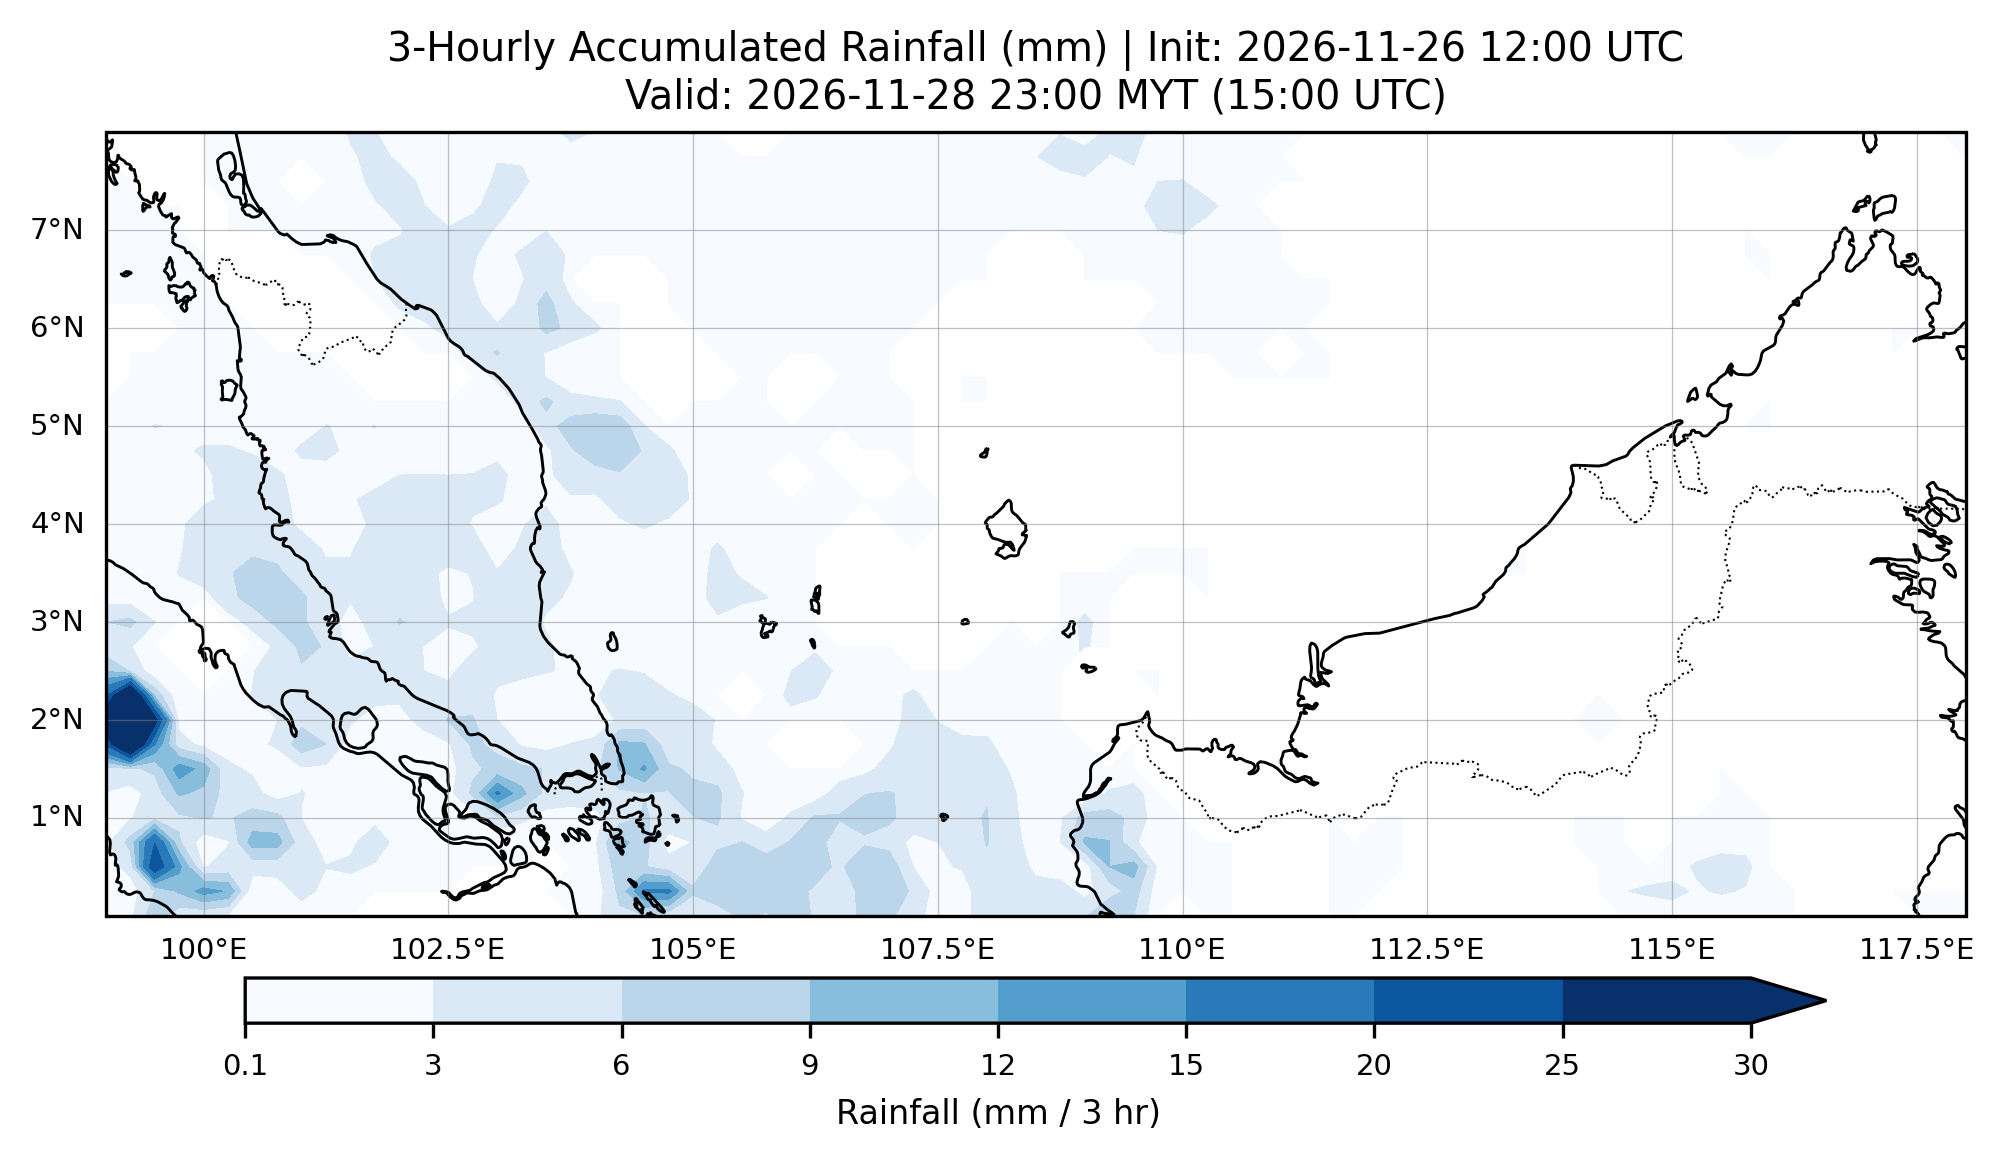 3-Hourly Accumulated Rainfall (mm) | Init: 2026-11-26 12:00 UTC
Valid: 2026-11-28 23:00 MYT (15:00 UTC)
7°N
6°N
5°N
4°N
3°N
2°N
1°N
100°E 102.5°E 105°E 107.5°E 110°E 112.5°E 115°E 117.5°E
0.1 3 6 9 12 15 20 25 30
Rainfall (mm / 3 hr)